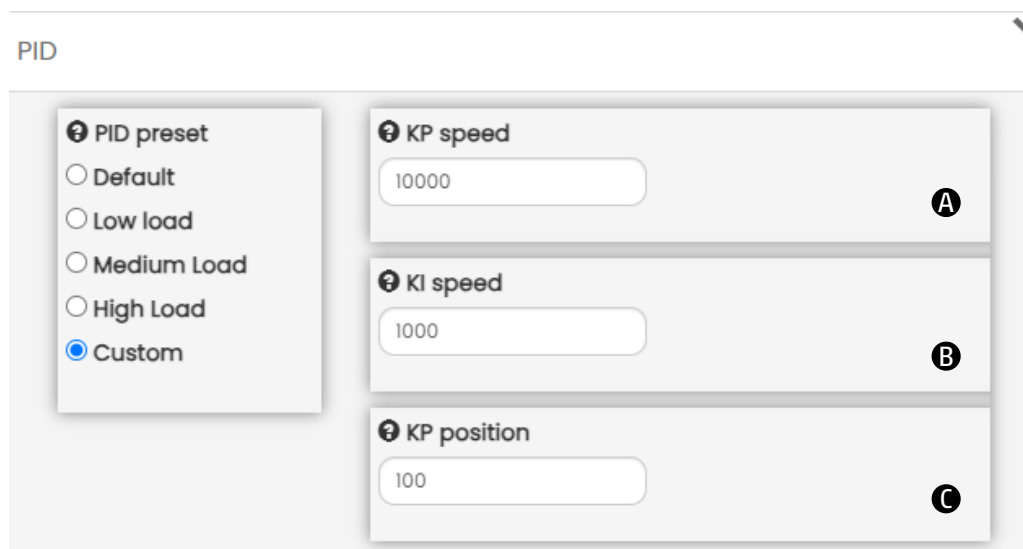 PID
PID preset
Default
Low load
Medium Load
High Load
Custom
KP speed
10000
A
KI speed
1000
B
KP position
100
C